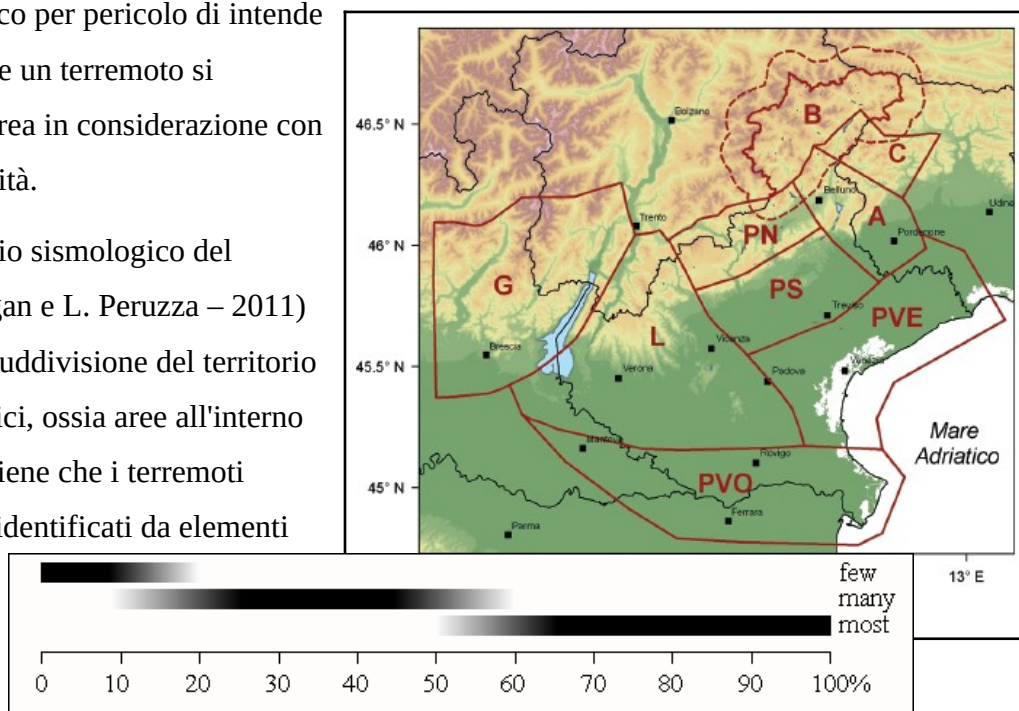 co per pericolo di intende
e un terremoto si
rea in considerazione con
ità.
io sismologico del
gan e L. Peruzza – 2011)
uddivisione del territorio
ici, ossia aree all'interno
iene che i terremoti
identificati da elementi
46.5° N
46° N
45.5° N
45° N
13° E
Bolzano
B
C
Belluno
Udine
Trento
PN
A
Pordenone
G
PS
Treviso
PVE
L
Brescia
Vicenza
Verona
Padova
Venezia
Mare
Adriatico
Mantova
Rovigo
PVO
Ferrara
Parma
few
many
most
0 10 20 30 40 50 60 70 80 90 100%